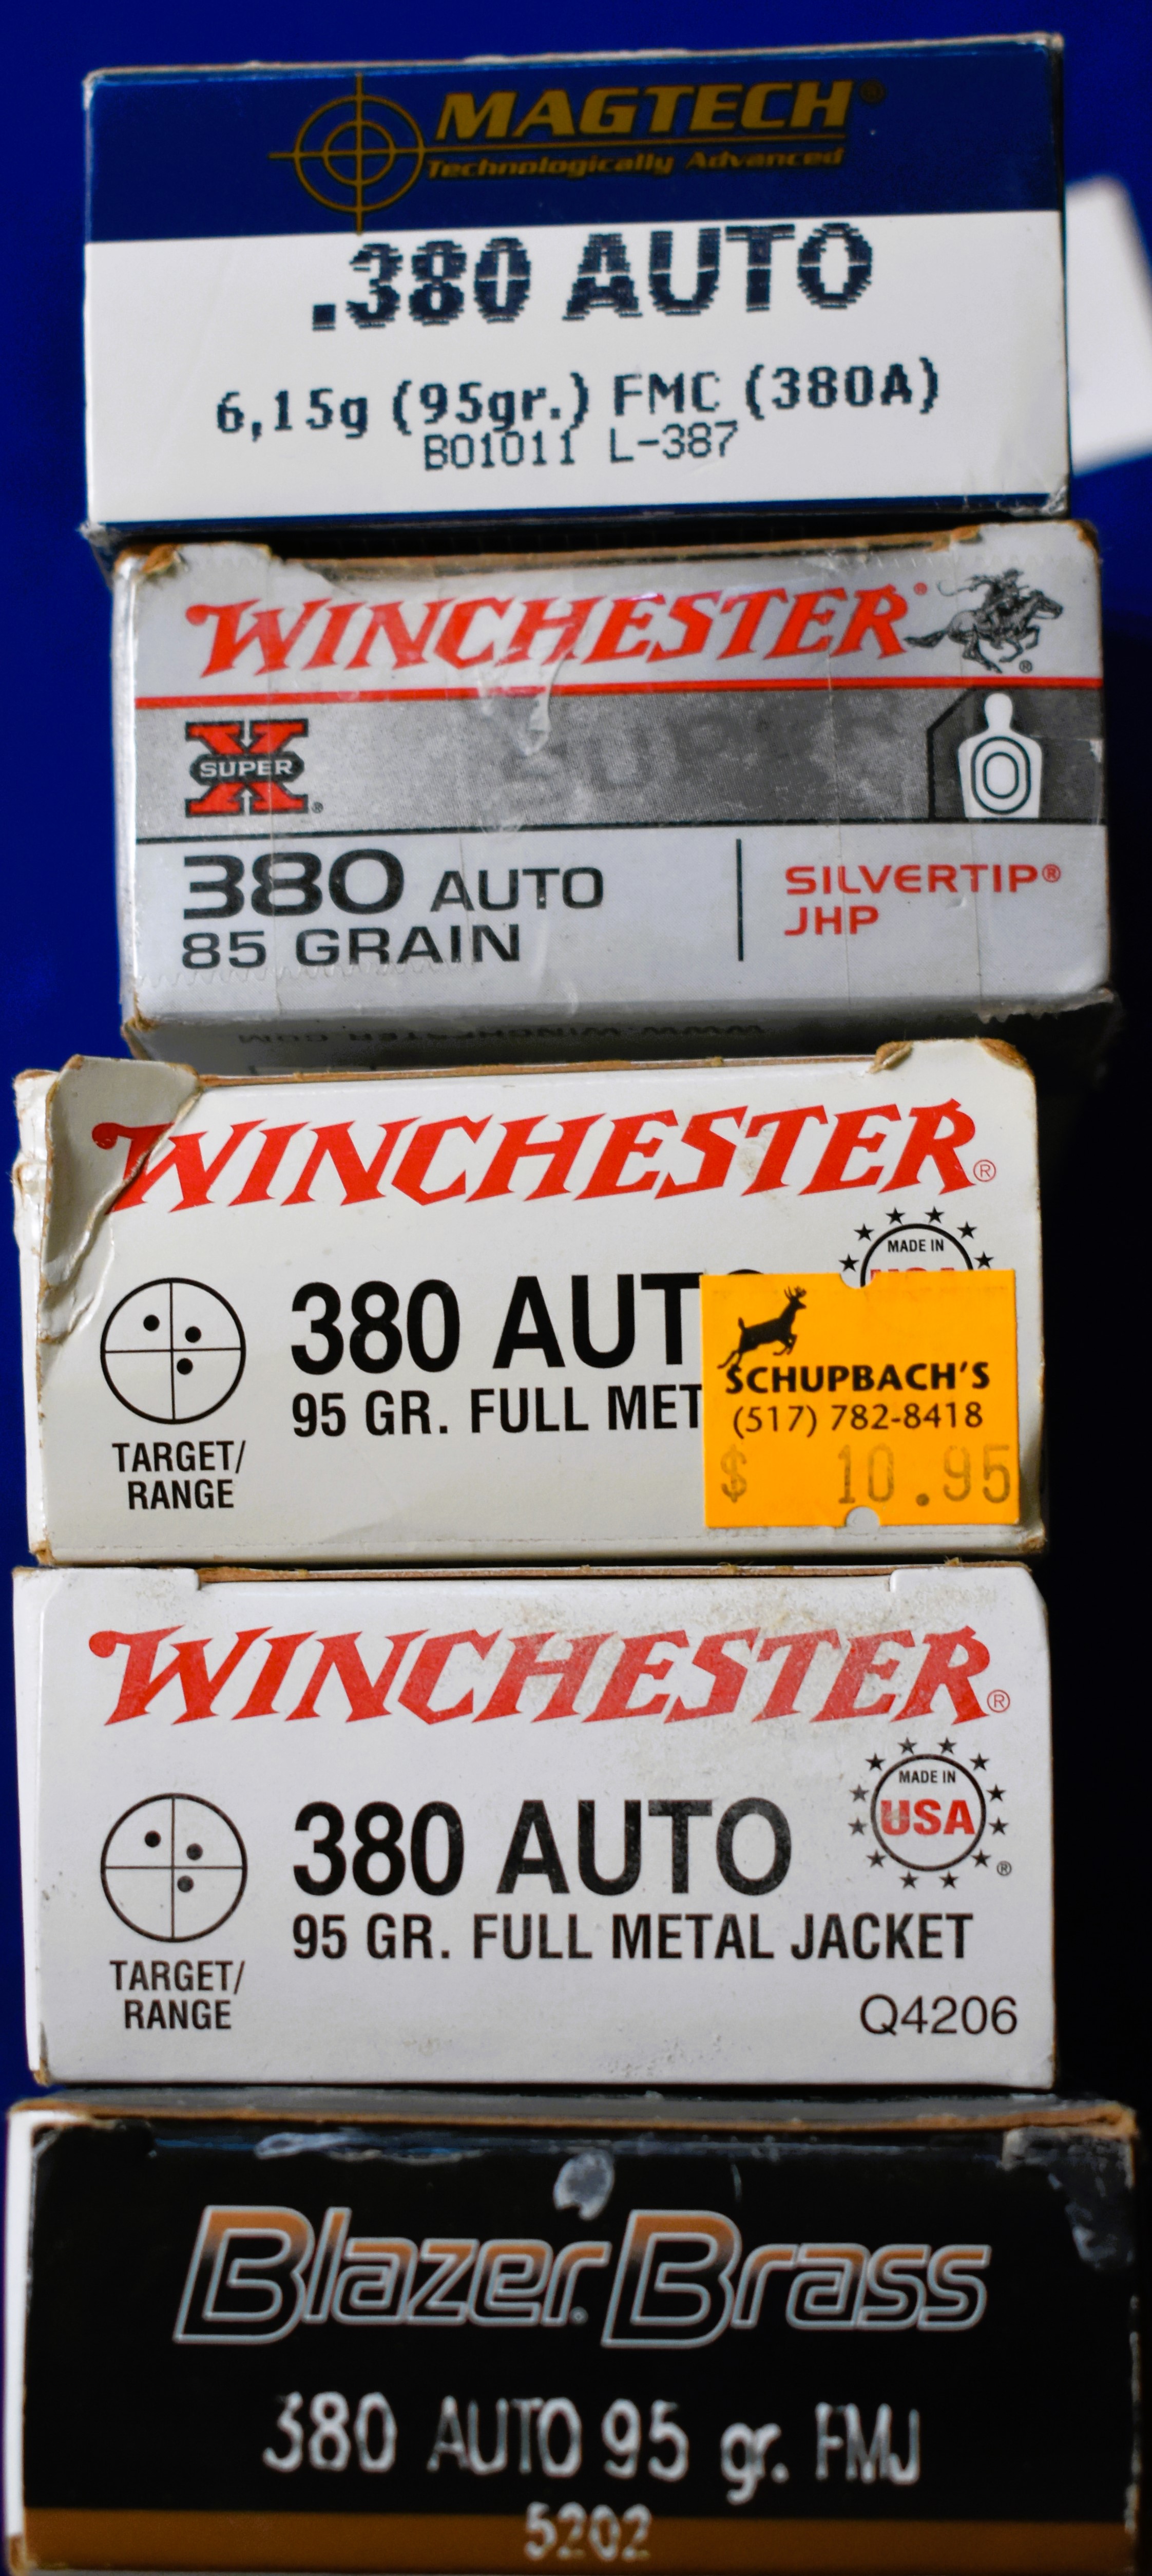 MAGTECH®
Technologically Advanced
.380 AUTO
6,15g (95gr.) FMC (380A)
B01011 L-387
WINCHESTER®
®
X
SUPER
®
380 AUTO
85 GRAIN
SILVERTIP®
JHP
WWW.WINCHESTER.COM
WINCHESTER®
MADE IN
380 AUT
95 GR. FULL MET
TARGET/
RANGE
SCHUPBACH'S
(517) 782-8418
$ 10.95
WINCHESTER®
MADE IN
USA
®
380 AUTO
95 GR. FULL METAL JACKET
TARGET/
RANGE
Q4206
Blazer Brass
380 AUTO 95 gr. FMJ
5202